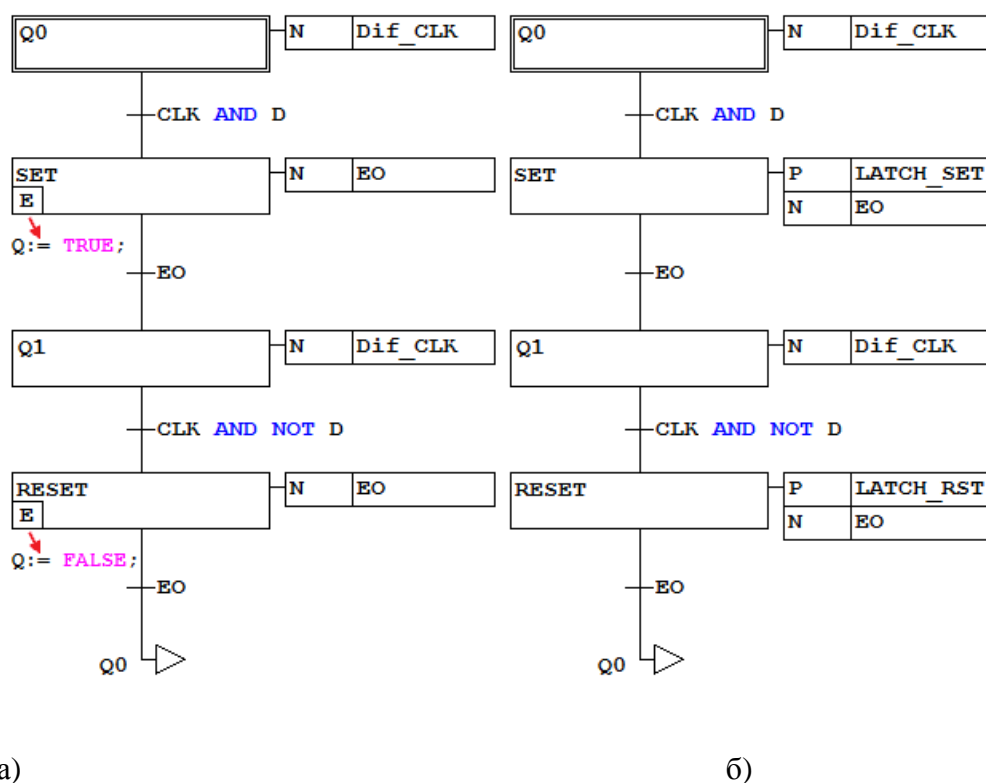 Q0 N Dif_CLK
CLK AND D
SET N EO
E
Q:= TRUE;
EO
Q1 N Dif_CLK
CLK AND NOT D
RESET N EO
E
Q:= FALSE;
EO
Q0
а)
Q0 N Dif_CLK
CLK AND D
SET P LATCH_SET
N EO
EO
Q1 N Dif_CLK
CLK AND NOT D
RESET P LATCH_RST
N EO
EO
Q0
б)